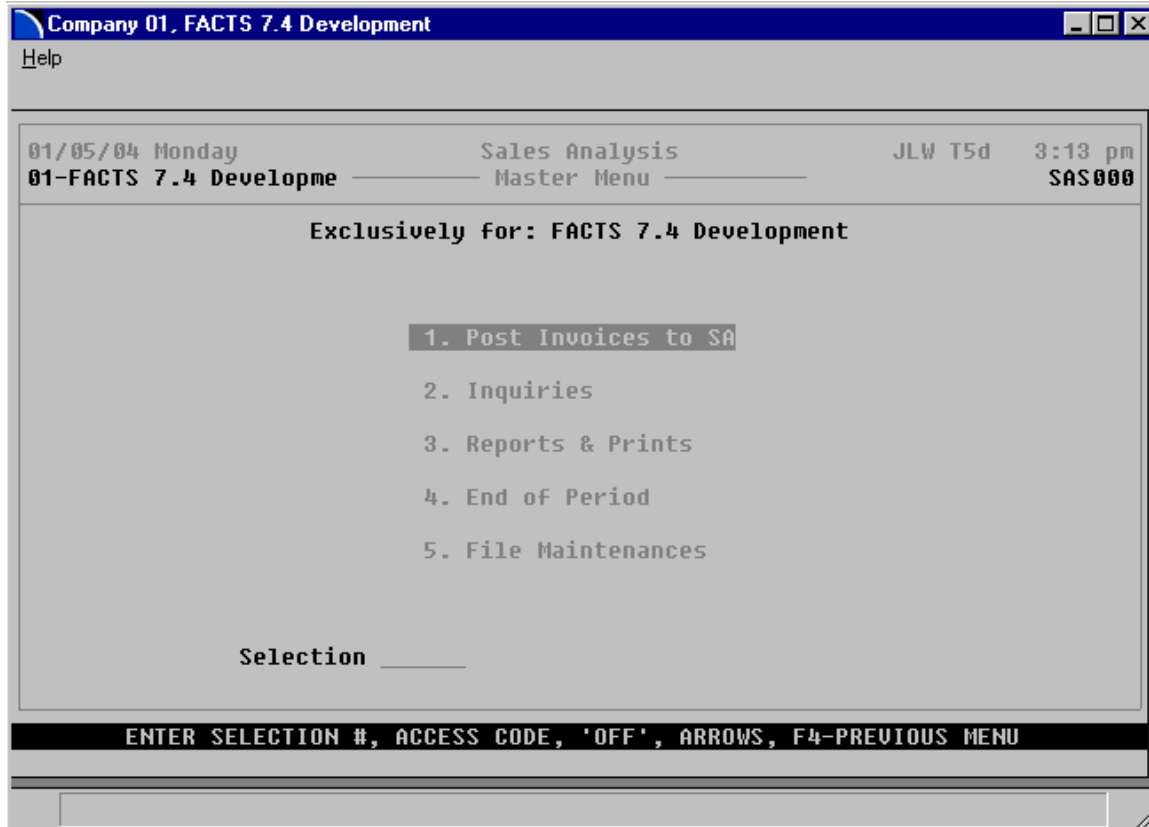 Company 01, FACTS 7.4 Development
Help
01/05/04 Monday Sales Analysis JLW T5d 3:13 pm
01-FACTS 7.4 Developme Master Menu SAS000
Exclusively for: FACTS 7.4 Development
1. Post Invoices to SA
2. Inquiries
3. Reports & Prints
4. End of Period
5. File Maintenances
Selection ______
ENTER SELECTION #, ACCESS CODE, 'OFF', ARROWS, F4-PREVIOUS MENU